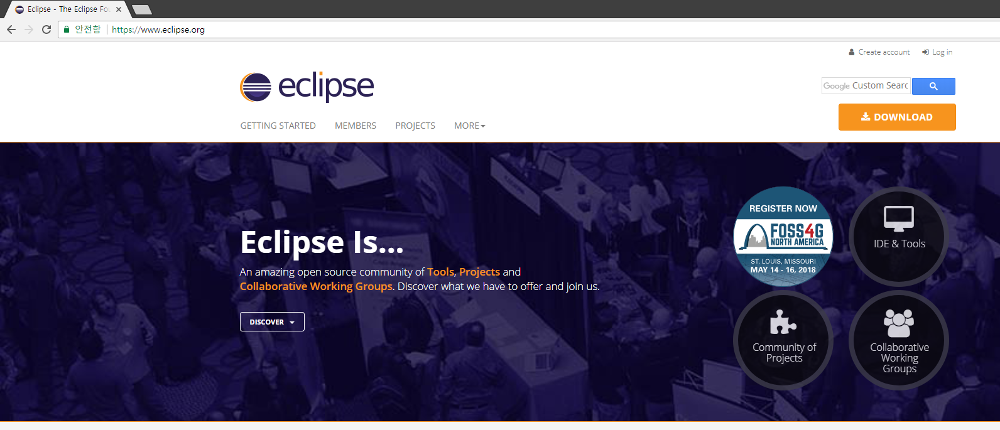 Eclipse - The Eclipse Fou
안전함 https://www.eclipse.org
Create account Log in
eclipse
Google Custom Searc
DOWNLOAD
GETTING STARTED MEMBERS PROJECTS MORE
REGISTER NOW
FOSS4G
NORTH AMERICA
ST. LOUIS, MISSOURI
MAY 14 - 16, 2018
IDE & Tools
Eclipse Is...
An amazing open source community of Tools, Projects and
Collaborative Working Groups. Discover what we have to offer and join us.
DISCOVER
Community of
Projects
Collaborative
Working
Groups